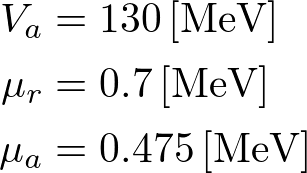 V_a = 130 [MeV]
μ_r = 0.7 [MeV]
μ_a = 0.475 [MeV]